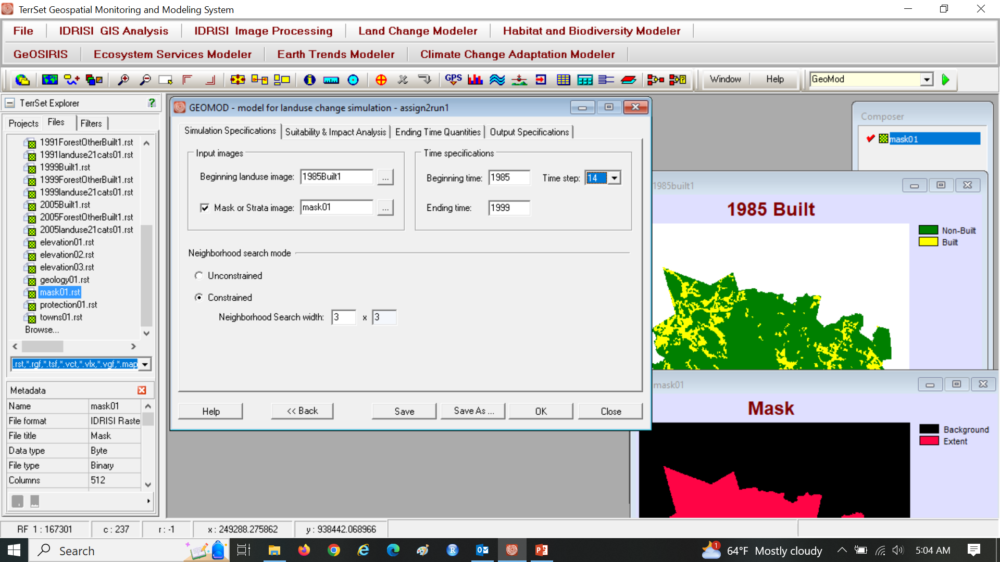 TerrSet Geospatial Monitoring and Modeling System
File IDRISI GIS Analysis IDRISI Image Processing Land Change Modeler Habitat and Biodiversity Modeler
GeOSIRIS Ecosystem Services Modeler Earth Trends Modeler Climate Change Adaptation Modeler
GPS Window Help GeoMod
TerrSet Explorer ?
Projects Files Filters
1991ForestOtherBuilt1.rst
1991landuse21cats01.rst
1999Built1.rst
1999ForestOtherBuilt1.rst
1999landuse21cats01.rst
2005Built1.rst
2005ForestOtherBuilt1.rst
2005landuse21cats01.rst
elevation01.rst
elevation02.rst
elevation03.rst
geology01.rst
mask01.rst
protection01.rst
towns01.rst
Browse...
.rst,*.rgf,*.tsf,*.vct,*.vlx,*.vgf,*.map
Metadata
Name mask01
File format IDRISI Raste
File title Mask
Data type Byte
File type Binary
Columns 512
GEOMOD - model for landuse change simulation - assign2run1
Simulation Specifications Suitability & Impact Analysis Ending Time Quantities Output Specifications
Input images
Beginning landuse image: 1985Built1 ...
Mask or Strata image: mask01 ...
Time specifications
Beginning time: 1985 Time step: 14
Ending time: 1999
Neighborhood search mode
Unconstrained
Constrained
Neighborhood Search width: 3 x 3
Help << Back Save Save As ... OK Close
Composer
mask01
1985built1
1985 Built
Non-Built
Built
mask01
Mask
Background
Extent
RF 1 : 167301 c : 237 r : -1 x : 249288.275862 y : 938442.068966
Search 1 64°F Mostly cloudy 5:04 AM